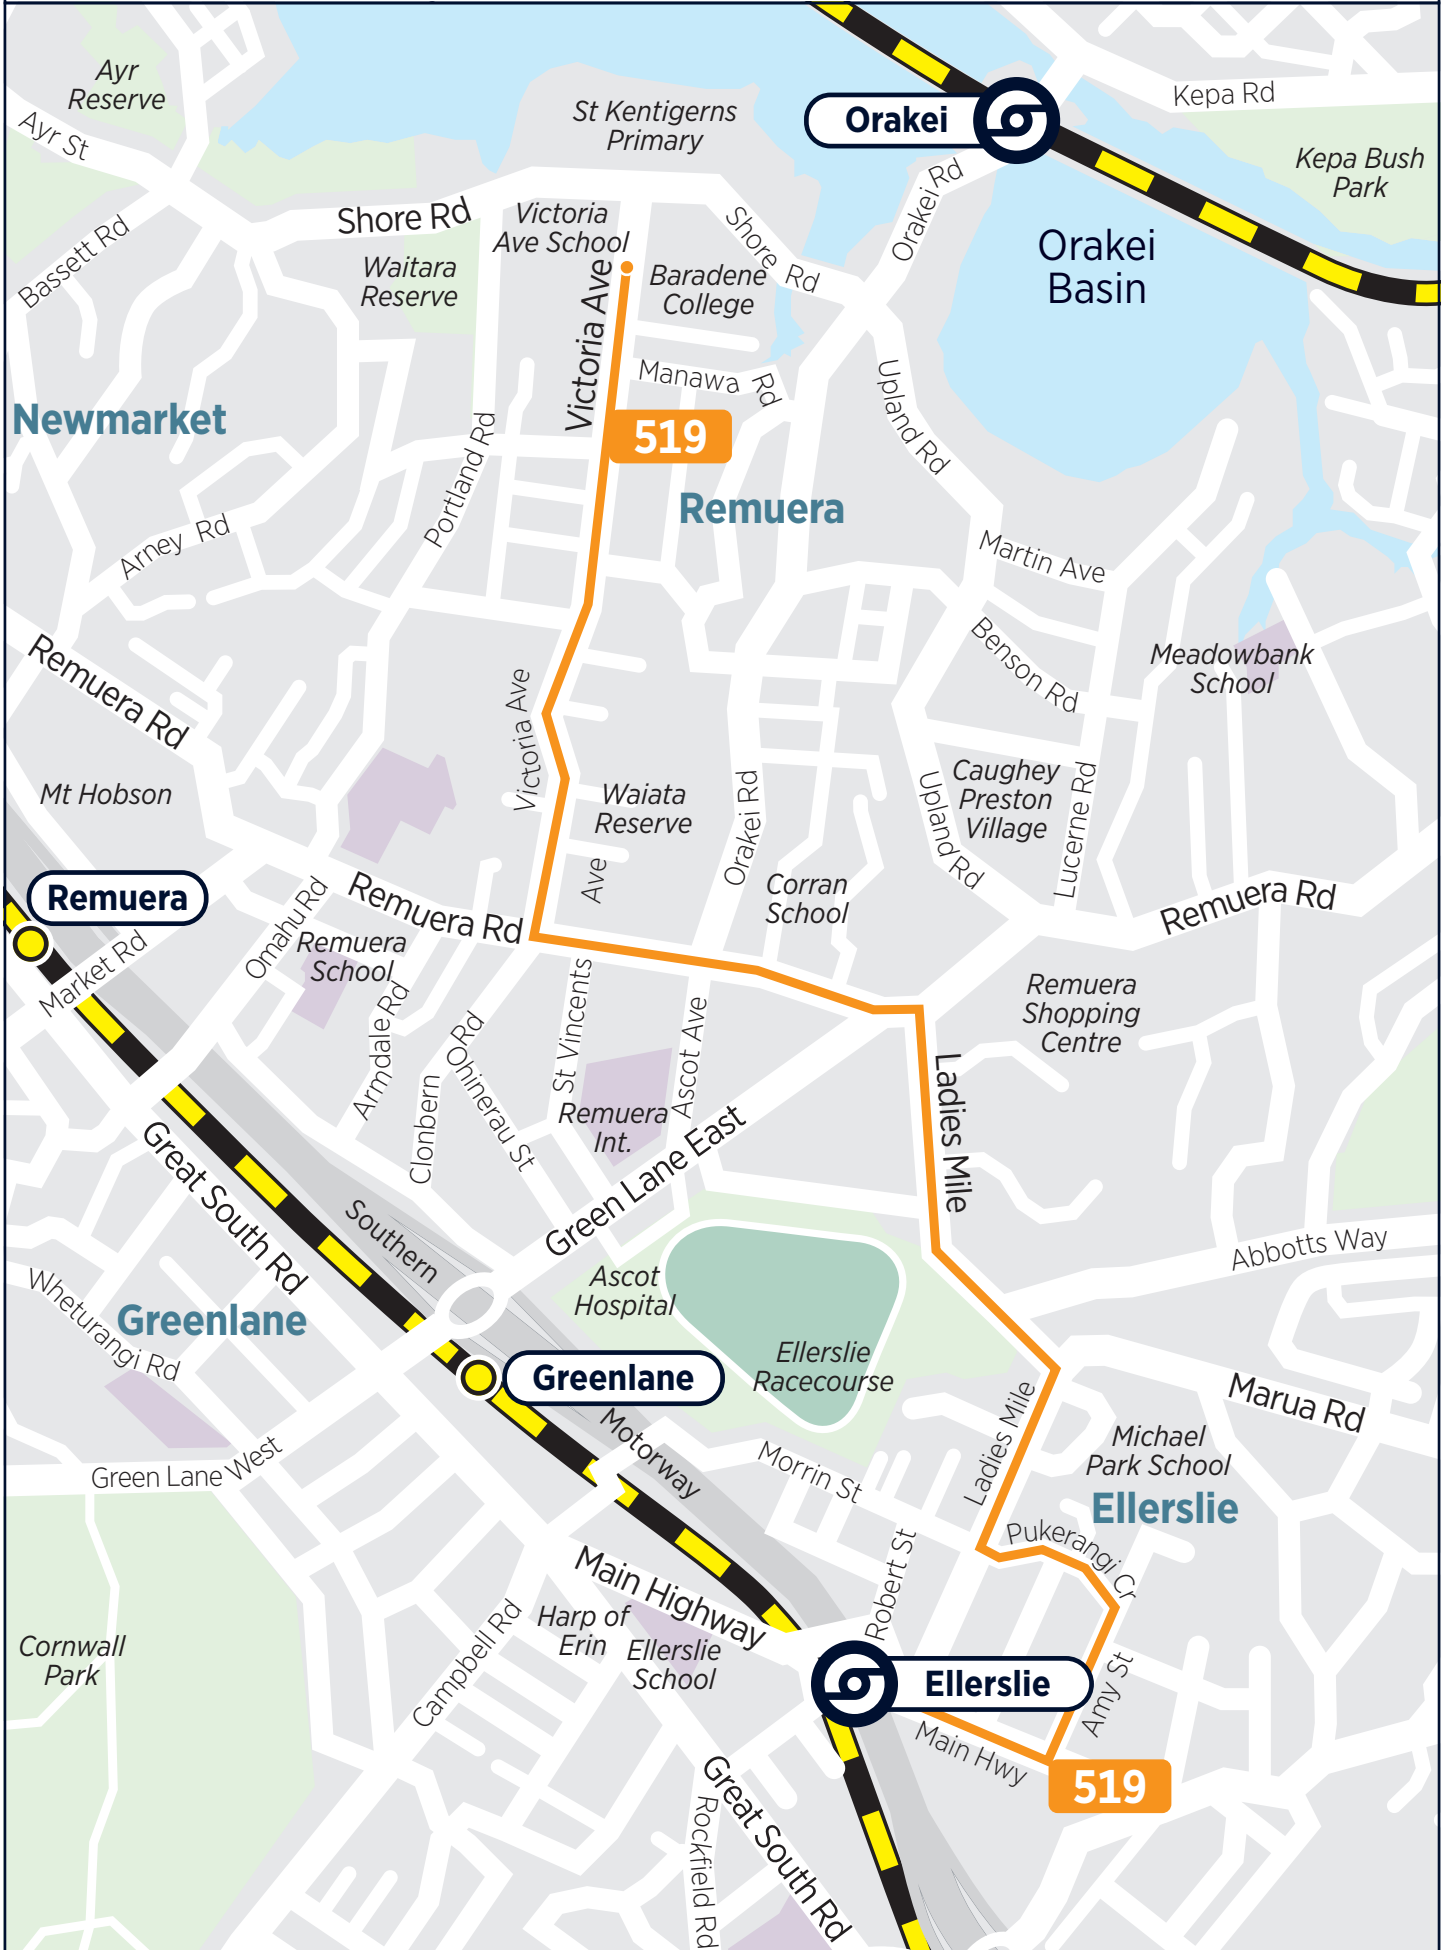 Ayr
Reserve
Ayr St
St Kentigerns
Primary
Orakei
Kepa Rd
Kepa Bush
Park
Orakei Rd
Orakei
Basin
Shore Rd
Victoria
Ave School
Shore Rd
Bassett Rd
Waitara
Reserve
Baradene
College
Victoria Ave
Manawa Rd
Upland Rd
Newmarket
519
Portland Rd
Remuera
Arney Rd
Martin Ave
Benson Rd
Meadowbank
School
Remuera Rd
Victoria Ave
Mt Hobson
Waiata
Reserve
Orakei Rd
Caughey
Preston
Village
Upland Rd
Lucerne Rd
Ave
Corran
School
Remuera
Omahu Rd
Remuera Rd
Remuera Rd
Market Rd
Remuera
School
Armdale Rd
Clonbern Rd
Ohinerau St
St Vincents
Ascot Ave
Remuera
Shopping
Centre
Remuera
Int.
Ladies Mile
Great South Rd
Green Lane East
Southern
Abbotts Way
Wheturangi Rd
Greenlane
Ascot
Hospital
Ellerslie
Racecourse
Greenlane
Ladies Mile
Marua Rd
Motorway
Michael
Park School
Green Lane West
Morrin St
Ellerslie
Pukerangi Cr
Robert St
Main Highway
Harp of
Erin
Ellerslie
School
Campbell Rd
Cornwall
Park
Ellerslie
Amy St
Main Hwy
519
Great South Rd
Rockfield Rd